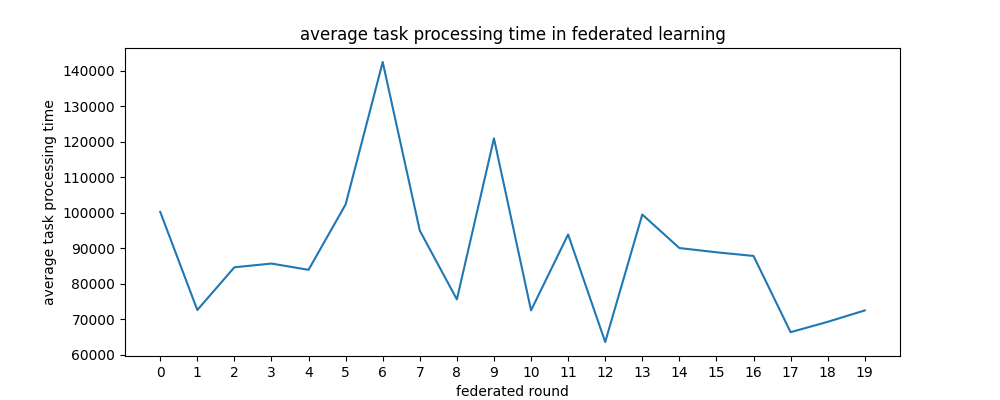 average task processing time in federated learning
average task processing time
140000
130000
120000
110000
100000
90000
80000
70000
60000
0 1 2 3 4 5 6 7 8 9 10 11 12 13 14 15 16 17 18 19
federated round